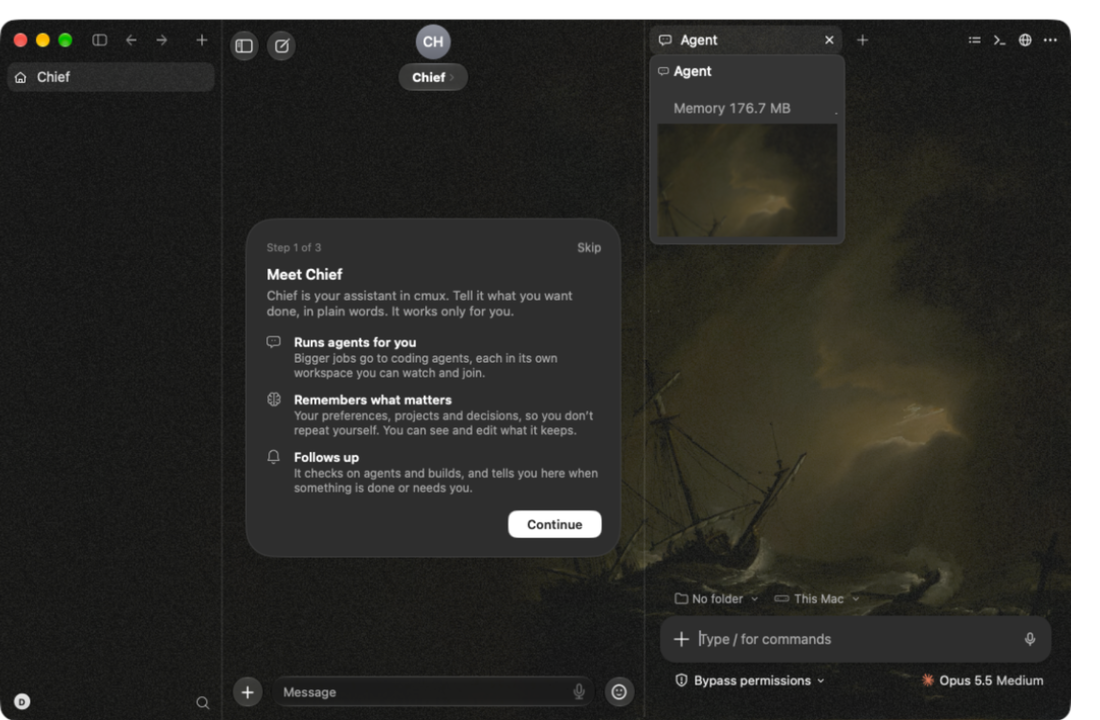 Chief
CH
Chief
Step 1 of 3
Skip
Meet Chief
Chief is your assistant in cmux. Tell it what you want
done, in plain words. It works only for you.
Runs agents for you
Bigger jobs go to coding agents, each in its own
workspace you can watch and join.
Remembers what matters
Your preferences, projects and decisions, so you don't
repeat yourself. You can see and edit what it keeps.
Follows up
It checks on agents and builds, and tells you here when
something is done or needs you.
Continue
Message
D
Agent
Agent
Memory 176.7 MB
No folder
This Mac
Type / for commands
Bypass permissions
Opus 5.5 Medium